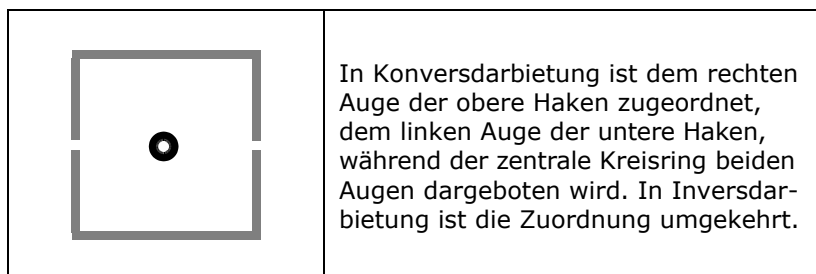 In Konversdarbietung ist dem rechten
Auge der obere Haken zugeordnet,
dem linken Auge der untere Haken,
während der zentrale Kreisring beiden
Augen dargeboten wird. In Inversdar-
bietung ist die Zuordnung umgekehrt.